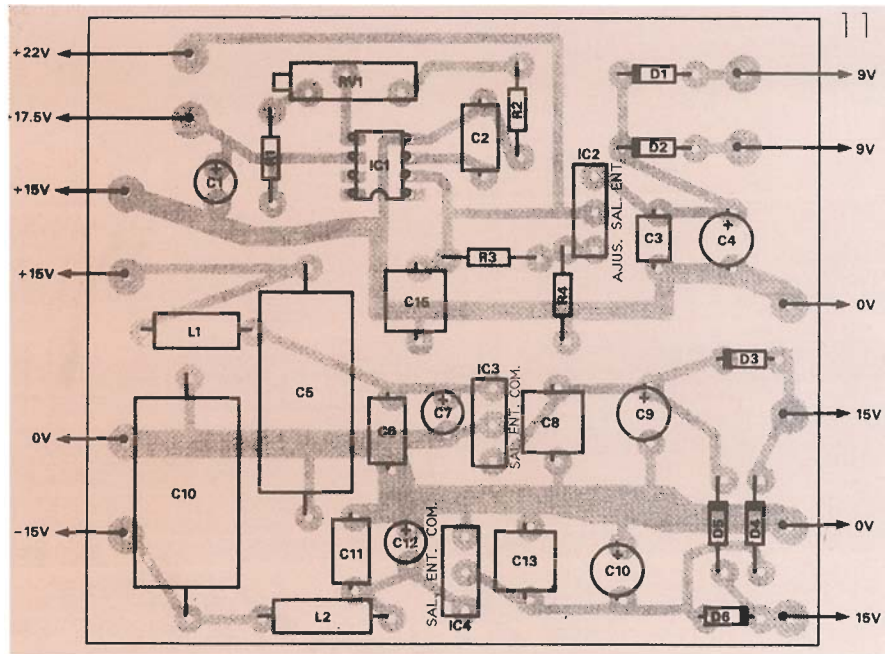 11
+22V
-17.5V
+15V
+15V
0V
-15V
9V
9V
0V
15V
0V
15V
RV1
R1
C1
IC1
C2
R2
D1
D2
IC2
AJUS. SAL. ENT.
C3
C4
R3
R4
C15
L1
C5
C10
C6
C7
IC3
SAL. ENT. COM.
C8
C9
D3
D5
D4
C11
C12
SAL. ENT. COM.
IC4
C13
C10
L2
D6